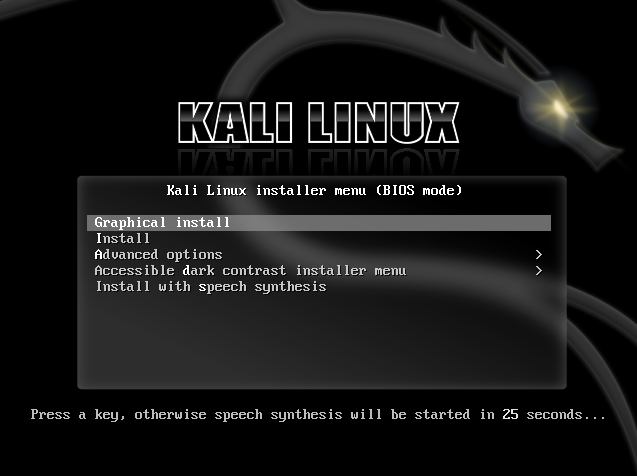 KALI LINUX
Kali Linux installer menu (BIOS mode)
Graphical install
Install
Advanced options >
Accessible dark contrast installer menu >
Install with speech synthesis
Press a key, otherwise speech synthesis will be started in 25 seconds...